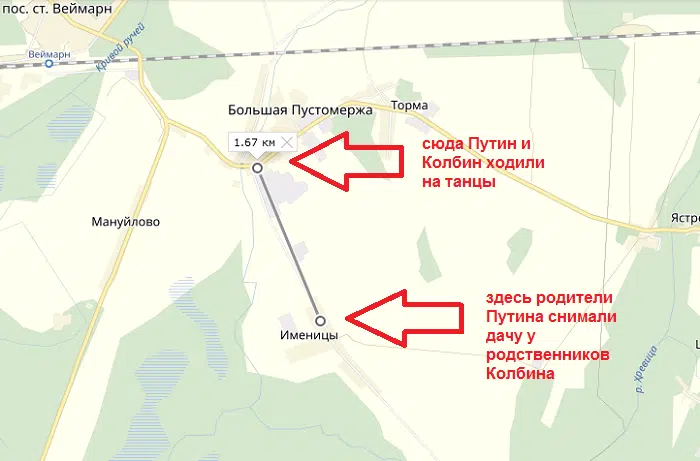 пос. ст. Веймарн
Веймарн
Кривой ручей
Большая Пустомержа
Торма
1.67 км
сюда Путин и
Колбин ходили
на танцы
Мануйлово
Ястре
здесь родители
Путина снимали
дачу у
родственников
Колбина
Именицы
р. Хревица